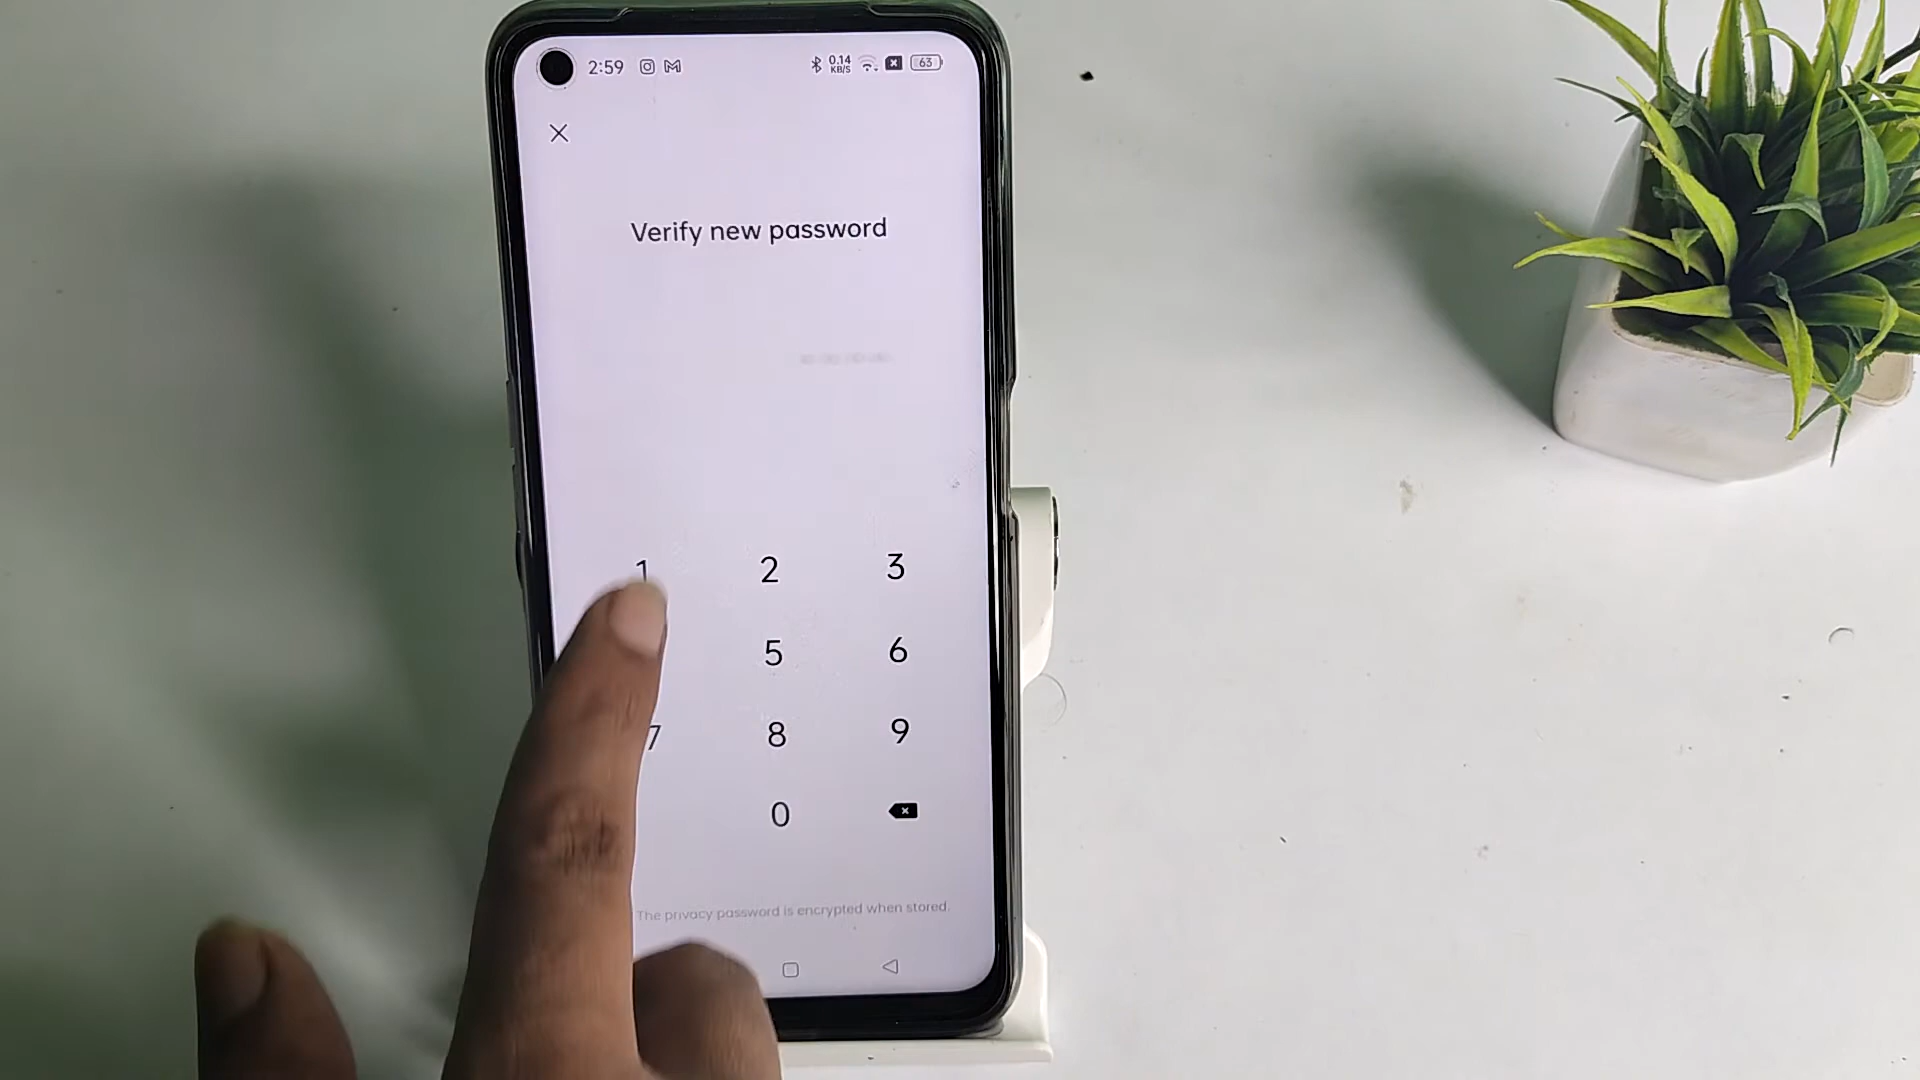 2:59 0.14 KB/S 63
Verify new password
1 2 3
5 6
7 8 9
0
The privacy password is encrypted when stored.